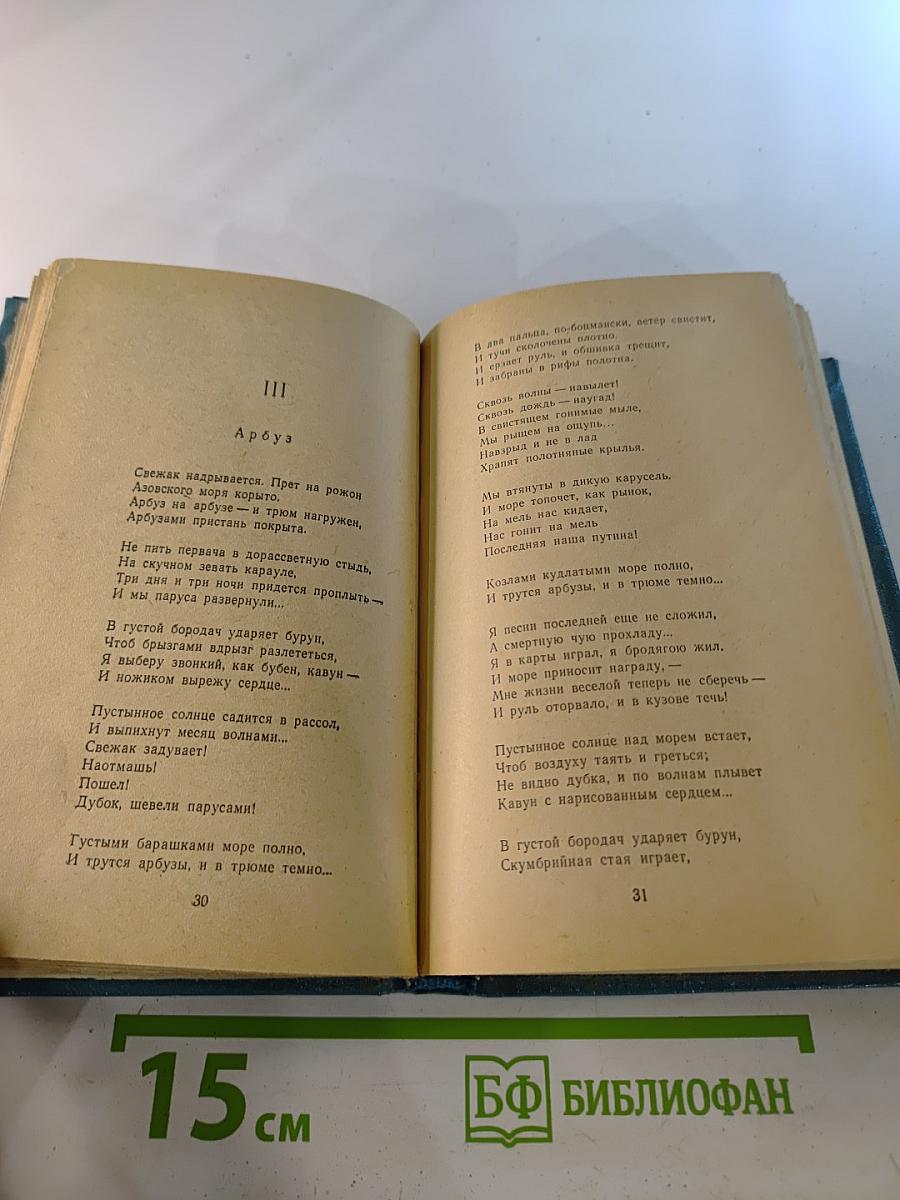 III
Арбуз
Свежак надрывается. Прет на рожон
Азовского моря корыто.
Арбуз на арбузе — и трюм нагружен,
Арбузами пристань покрыта.
Не пить первача в дорассветную стыдь,
На скучном зевать карауле,
Три дня и три ночи придется проплыть —
И мы паруса развернули...
В густой бородач ударяет бурун,
Чтоб брызгами вдрызг разлететься,
Я выберу звонкий, как бубен, кавун —
И ножиком вырежу сердце...
Пустынное солнце садится в рассол,
И выпихнут месяц волнами...
Свежак задувает!
Наотмашь!
Пошел!
Дубок, шевели парусами!
Густыми барашками море полно,
И трутся арбузы, и в трюме темно...
30
В два пальца, по-боцмански, ветер свистит,
И тучи сколочены плотно.
И ерзает руль, и обшивка трещит,
И забраны в рифы полотна.
Сквозь волны — навылет!
Сквозь дождь — наугад!
В свистящем гонимые мыле,
Мы рыщем на ощупь...
Навзрыд и не в лад
Храпят полотняные крылья.
Мы втянуты в дикую карусель.
И море топочет, как рынок,
На мель нас кидает,
Нас гонит на мель
Последняя наша путина!
Козлами кудлатыми море полно,
И трутся арбузы, и в трюме темно...
Я песни последней еще не сложил,
А смертную чую прохладу...
Я в карты играл, я бродягою жил.
И море приносит награду, —
Мне жизни веселой теперь не сберечь —
И руль оторвало, и в кузове течь!
Пустынное солнце над морем встает,
Чтоб воздуху таять и греться;
Не видно дубка, и по волнам плывет
Кавун с нарисованным сердцем...
В густой бородач ударяет бурун,
Скумбрийная стая играет,
31
15 см
БФ БИБЛИОФАН